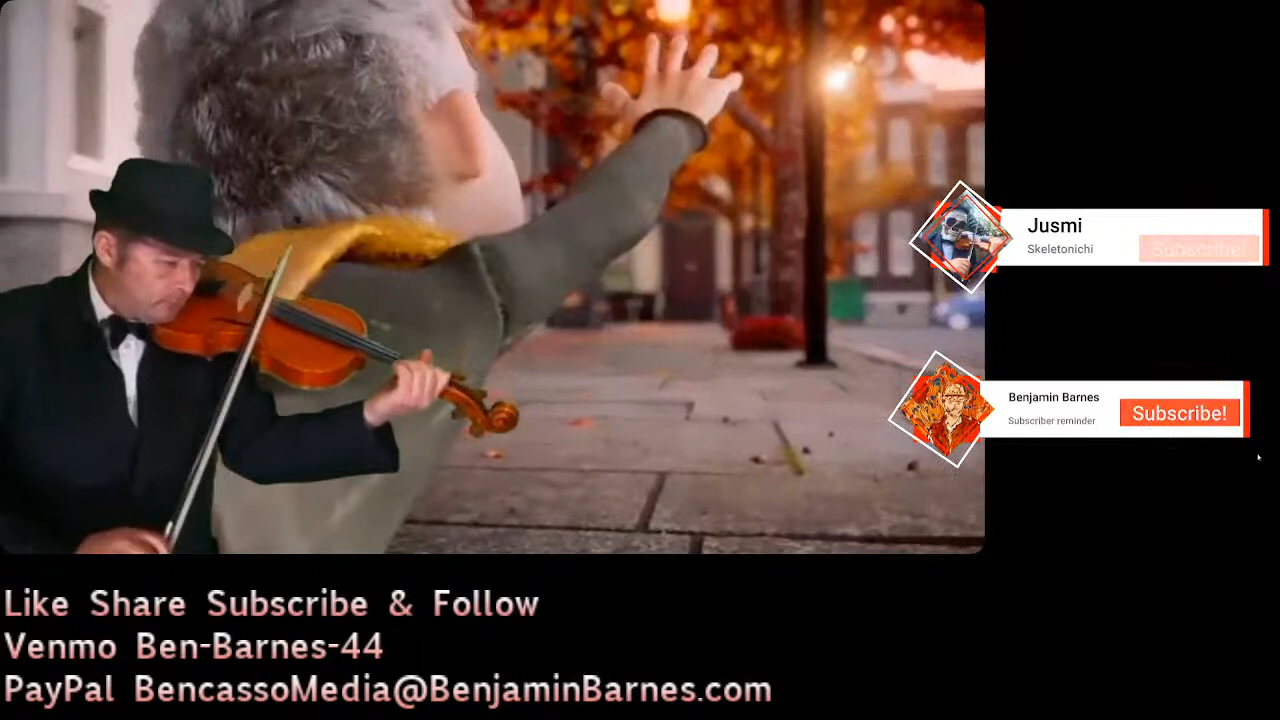 Jusmi
Skeletonichi
Subscribe!
Benjamin Barnes
Subscriber reminder
Subscribe!
Like Share Subscribe & Follow
Venmo Ben-Barnes-44
PayPal BencassoMedia@BenjaminBarnes.com